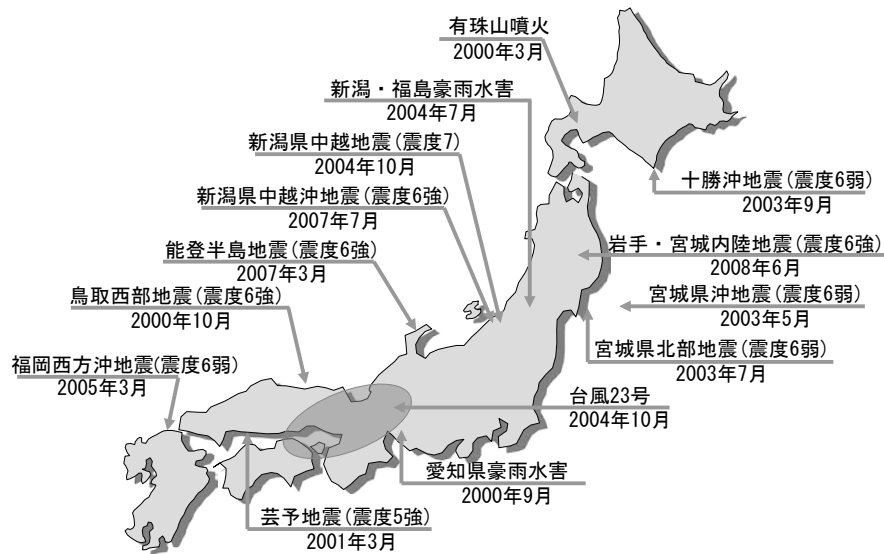 有珠山噴火
2000年3月
新潟・福島豪雨水害
2004年7月
新潟県中越地震(震度7)
2004年10月
新潟県中越沖地震(震度6強)
2007年7月
能登半島地震(震度6強)
2007年3月
鳥取西部地震(震度6強)
2000年10月
福岡西方沖地震(震度6弱)
2005年3月
十勝沖地震(震度6弱)
2003年9月
岩手・宮城内陸地震(震度6強)
2008年6月
宮城県沖地震(震度6弱)
2003年5月
宮城県北部地震(震度6弱)
2003年7月
台風23号
2004年10月
愛知県豪雨水害
2000年9月
芸予地震(震度5強)
2001年3月